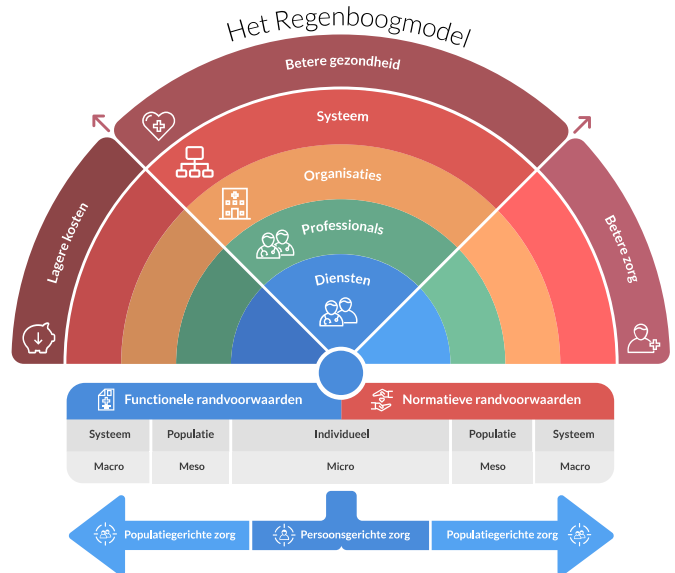 Het Regenboogmodel
Betere gezondheid
Systeem
Organisaties
Professionals
Diensten
Lagere kosten
Betere zorg
Functionele randvoorwaarden
Normatieve randvoorwaarden
Systeem Populatie Individueel Populatie Systeem
Macro Meso Micro Meso Macro
Populatiegerichte zorg Persoonsgerichte zorg Populatiegerichte zorg